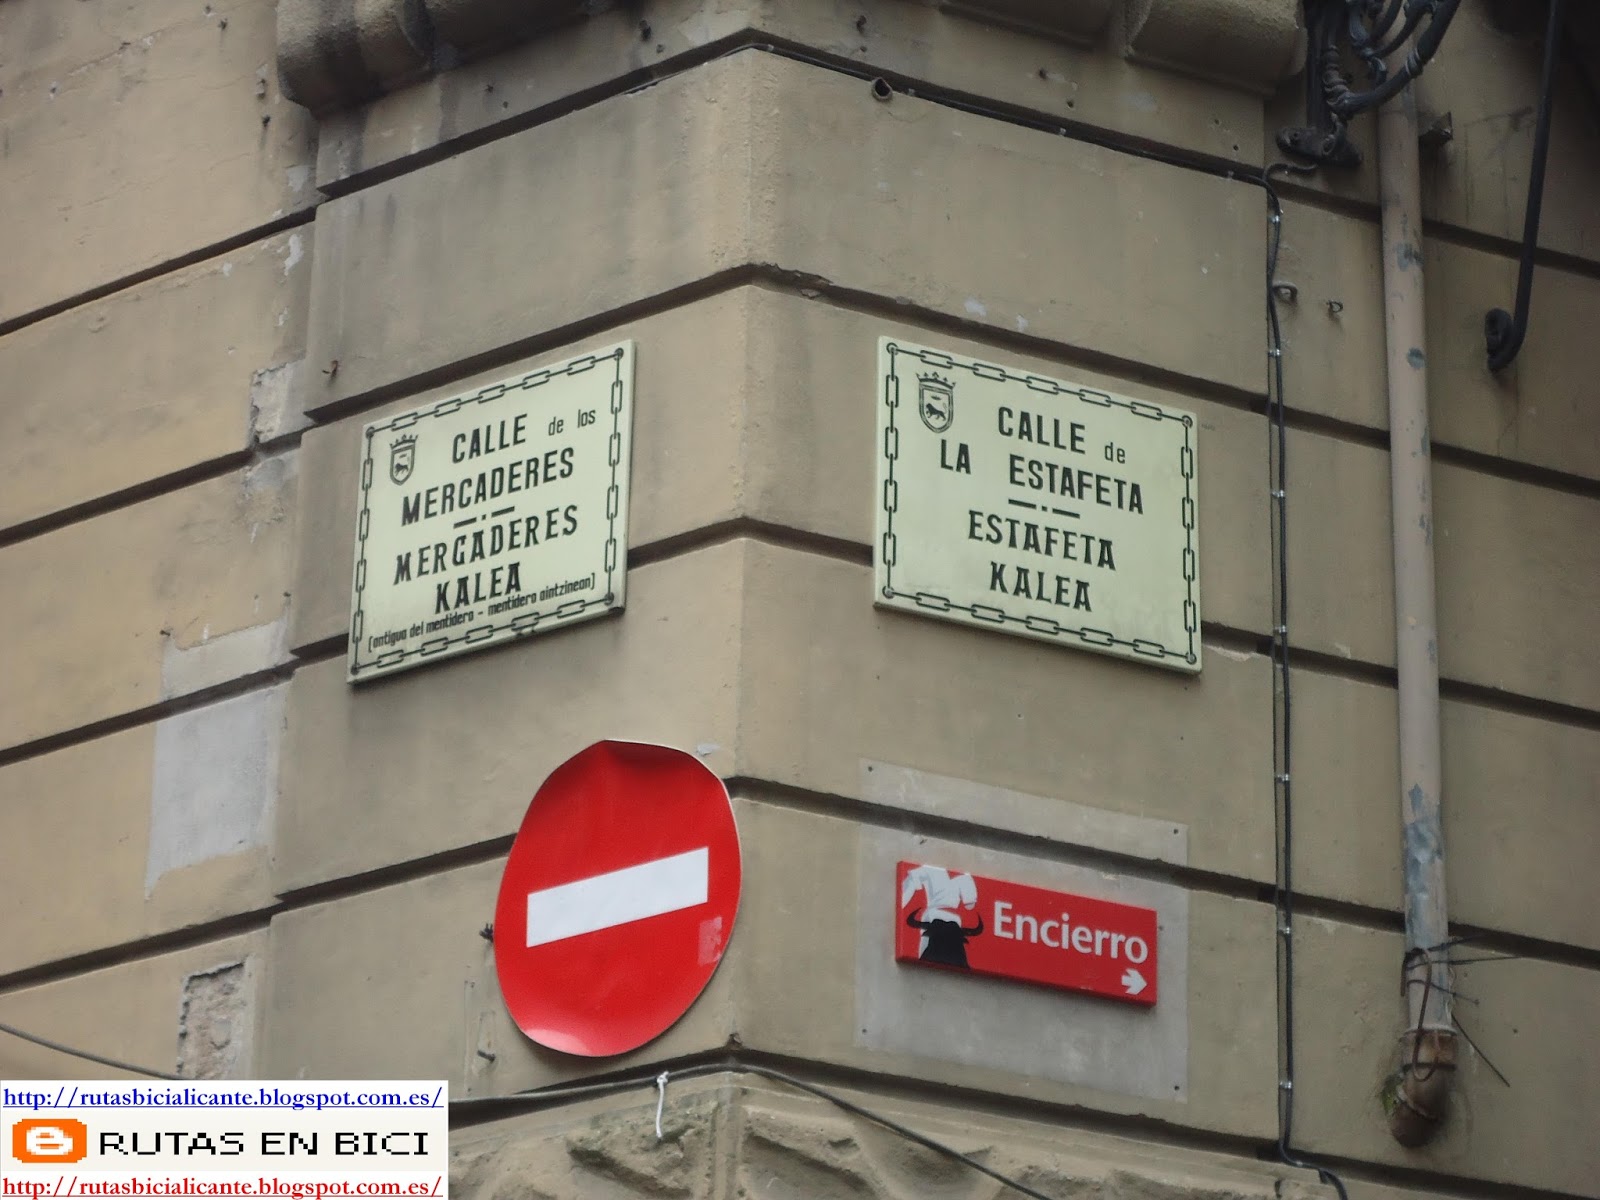 CALLE de los
MERCADERES
MERCADERES
KALEA
(antigua del mentidero - mentidero aintzinean)
CALLE de
LA ESTAFETA
ESTAFETA
KALEA
Encierro
http://rutasbicialicante.blogspot.com.es/
RUTAS EN BICI
http://rutasbicialicante.blogspot.com.es/